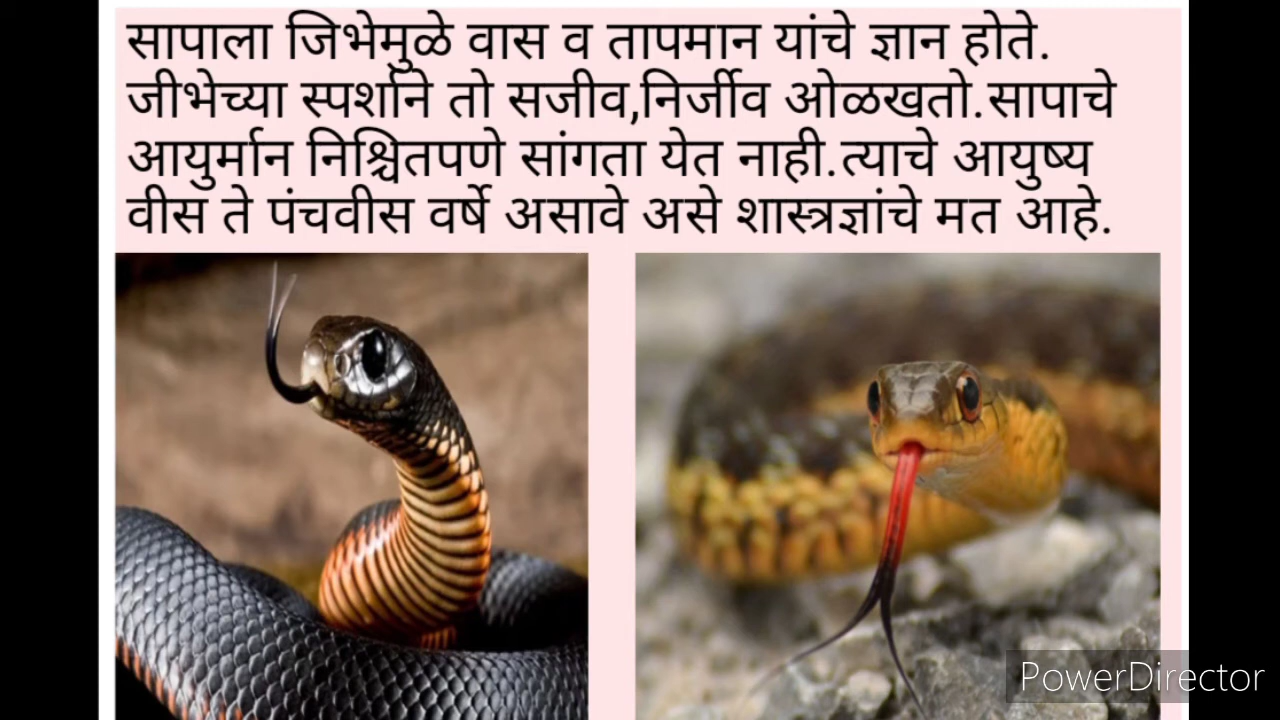 सापाला जिभेमुळे वास व तापमान यांचे ज्ञान होते.
जीभेच्या स्पर्शाने तो सजीव,निर्जीव ओळखतो.सापाचे
आयुर्मान निश्चितपणे सांगता येत नाही.त्याचे आयुष्य
वीस ते पंचवीस वर्षे असावे असे शास्त्रज्ञांचे मत आहे.
PowerDirector